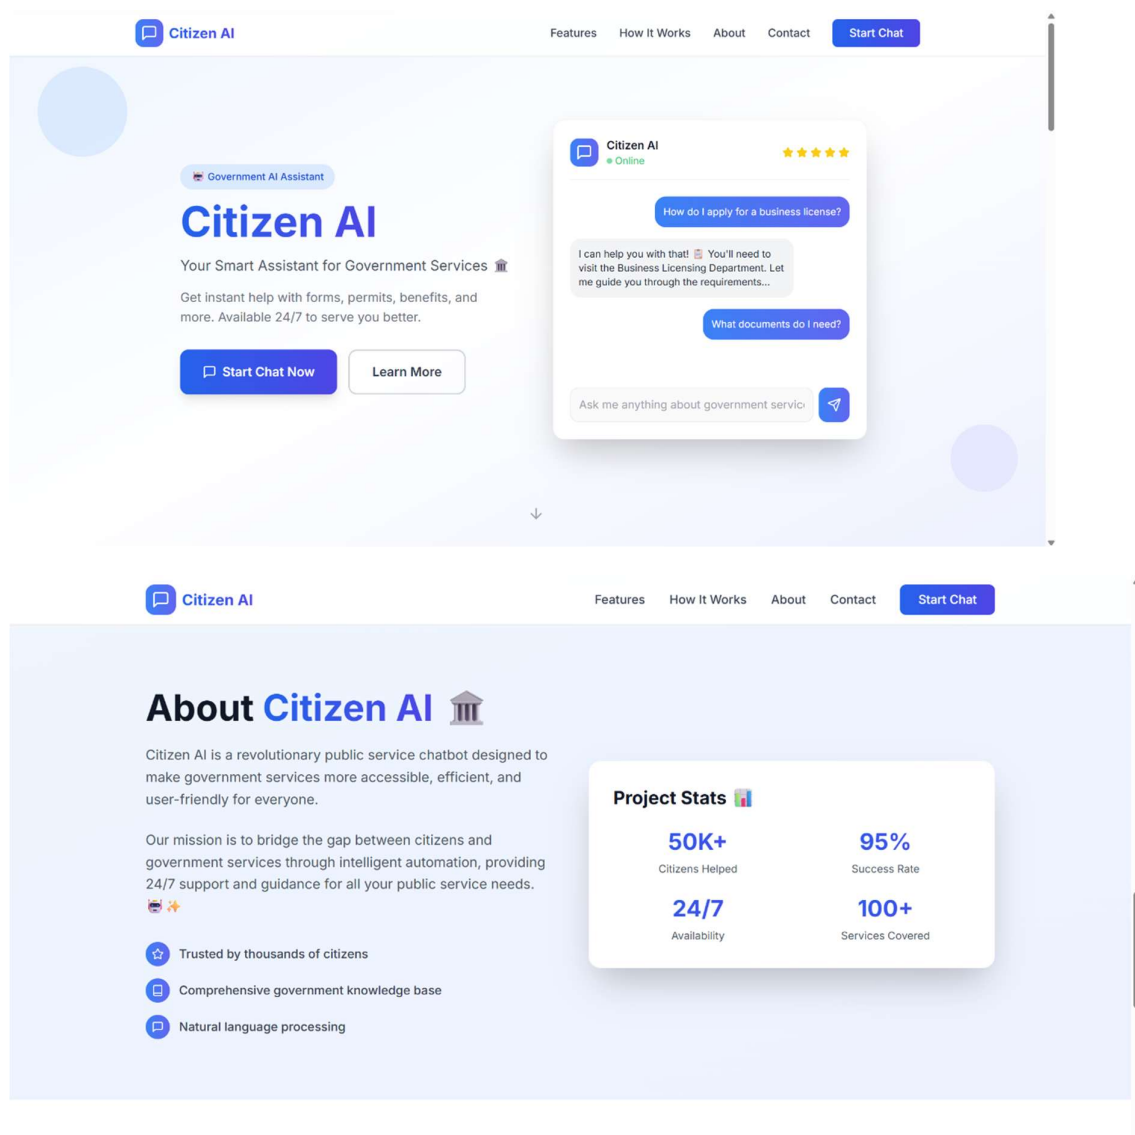 Citizen AI
Features How It Works About Contact Start Chat
🤖 Government AI Assistant
Citizen AI
Your Smart Assistant for Government Services 🏛️
Get instant help with forms, permits, benefits, and
more. Available 24/7 to serve you better.
Start Chat Now
Learn More
Citizen AI
Online
How do I apply for a business license?
I can help you with that! 📋 You'll need to
visit the Business Licensing Department. Let
me guide you through the requirements...
What documents do I need?
Ask me anything about government servic
Citizen AI
Features How It Works About Contact Start Chat
About Citizen AI 🏛️
Citizen AI is a revolutionary public service chatbot designed to
make government services more accessible, efficient, and
user-friendly for everyone.
Our mission is to bridge the gap between citizens and
government services through intelligent automation, providing
24/7 support and guidance for all your public service needs.
🤖 ✨
Trusted by thousands of citizens
Comprehensive government knowledge base
Natural language processing
Project Stats 📊
50K+
Citizens Helped
95%
Success Rate
24/7
Availability
100+
Services Covered